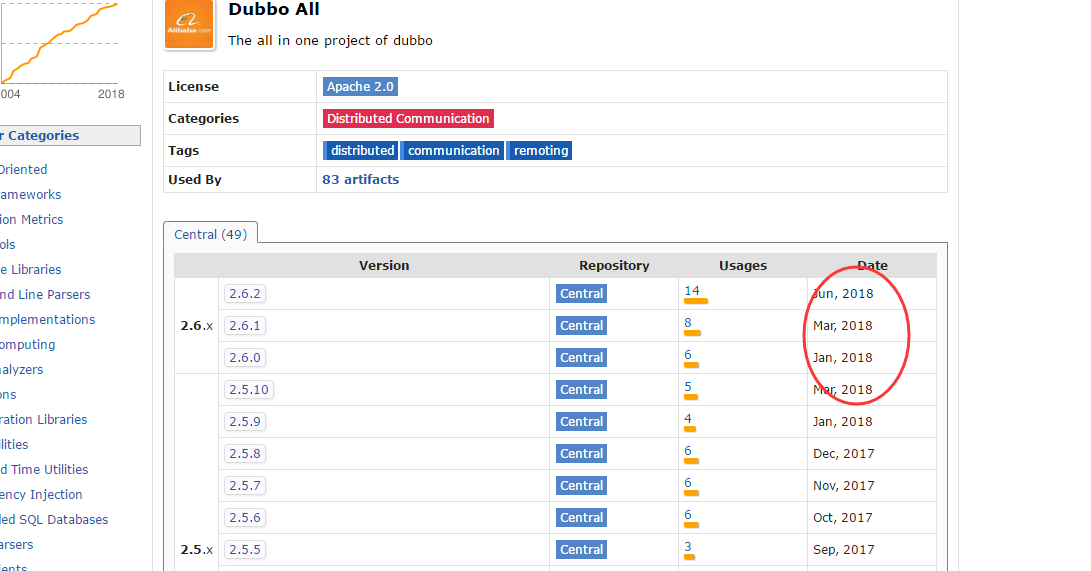 Alibaba.com
Dubbo All
The all in one project of dubbo
004 2018
License Apache 2.0
Categories Distributed Communication
Tags distributed communication remoting
Used By 83 artifacts
r Categories
Oriented
rameworks
ion Metrics
ols
e Libraries
nd Line Parsers
mplementations
omputing
nalyzers
ons
ration Libraries
ilities
d Time Utilities
ency Injection
led SQL Databases
arsers
ients
Central (49)
Version Repository Usages Date
2.6.x
2.6.2 Central 14 Jun, 2018
2.6.1 Central 8 Mar, 2018
2.6.0 Central 6 Jan, 2018
2.5.x
2.5.10 Central 5 Mar, 2018
2.5.9 Central 4 Jan, 2018
2.5.8 Central 6 Dec, 2017
2.5.7 Central 6 Nov, 2017
2.5.6 Central 6 Oct, 2017
2.5.5 Central 3 Sep, 2017